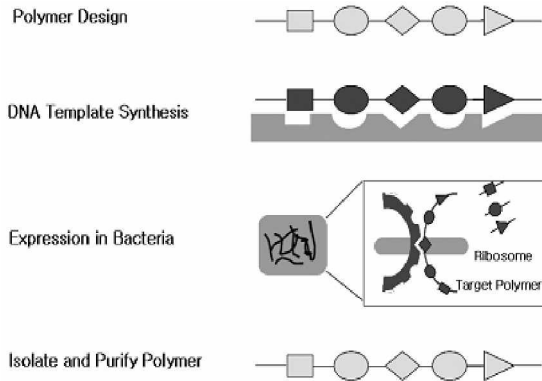 Polymer Design
DNA Template Synthesis
Expression in Bacteria
Ribosome
Target Polymer
Isolate and Purify Polymer